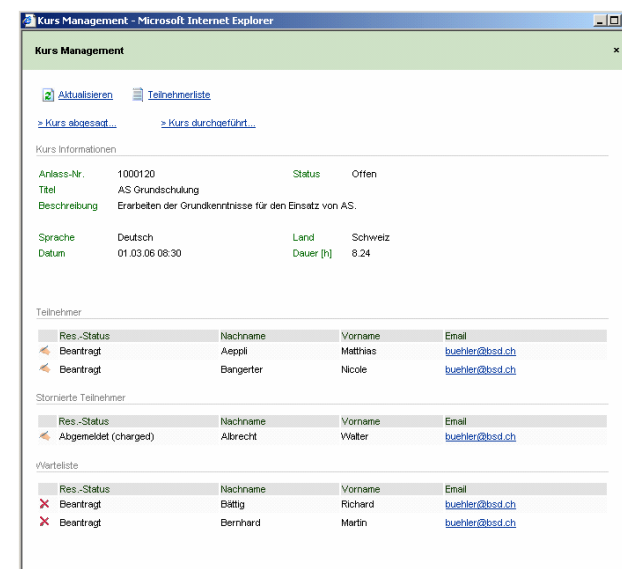 Kurs Management - Microsoft Internet Explorer
Kurs Management
Aktualisieren Teilnehmerliste
> Kurs abgesagt... > Kurs durchgeführt...
Kurs Informationen
Anlass-Nr. 1000120 Status Offen
Titel AS Grundschulung
Beschreibung Erarbeiten der Grundkenntnisse für den Einsatz von AS.
Sprache Deutsch Land Schweiz
Datum 01.03.06 08:30 Dauer [h] 8.24
Teilnehmer
Res.-Status Nachname Vorname Email
Beantragt Aeppli Matthias buehler@bsd.ch
Beantragt Bangerter Nicole buehler@bsd.ch
Stornierte Teilnehmer
Res.-Status Nachname Vorname Email
Abgemeldet (charged) Albrecht Walter buehler@bsd.ch
Warteliste
Res.-Status Nachname Vorname Email
Beantragt Bättig Richard buehler@bsd.ch
Beantragt Bernhard Martin buehler@bsd.ch